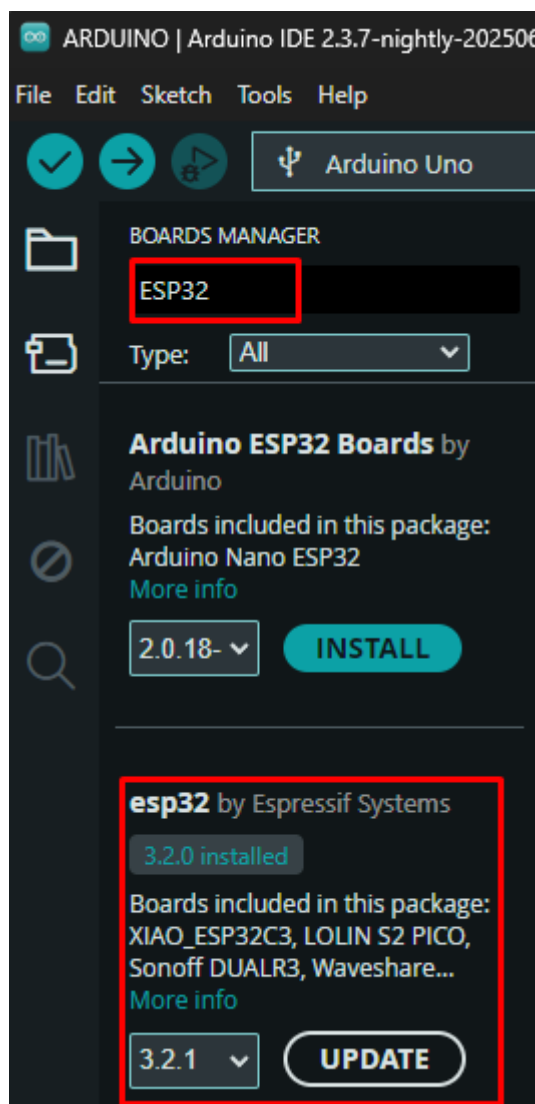 ARDUINO | Arduino IDE 2.3.7-nightly-202506
File Edit Sketch Tools Help
Arduino Uno
BOARDS MANAGER
ESP32
Type: All
Arduino ESP32 Boards by
Arduino
Boards included in this package:
Arduino Nano ESP32
More info
2.0.18- INSTALL
esp32 by Espressif Systems
3.2.0 installed
Boards included in this package:
XIAO_ESP32C3, LOLIN S2 PICO,
Sonoff DUALR3, Waveshare...
More info
3.2.1 UPDATE